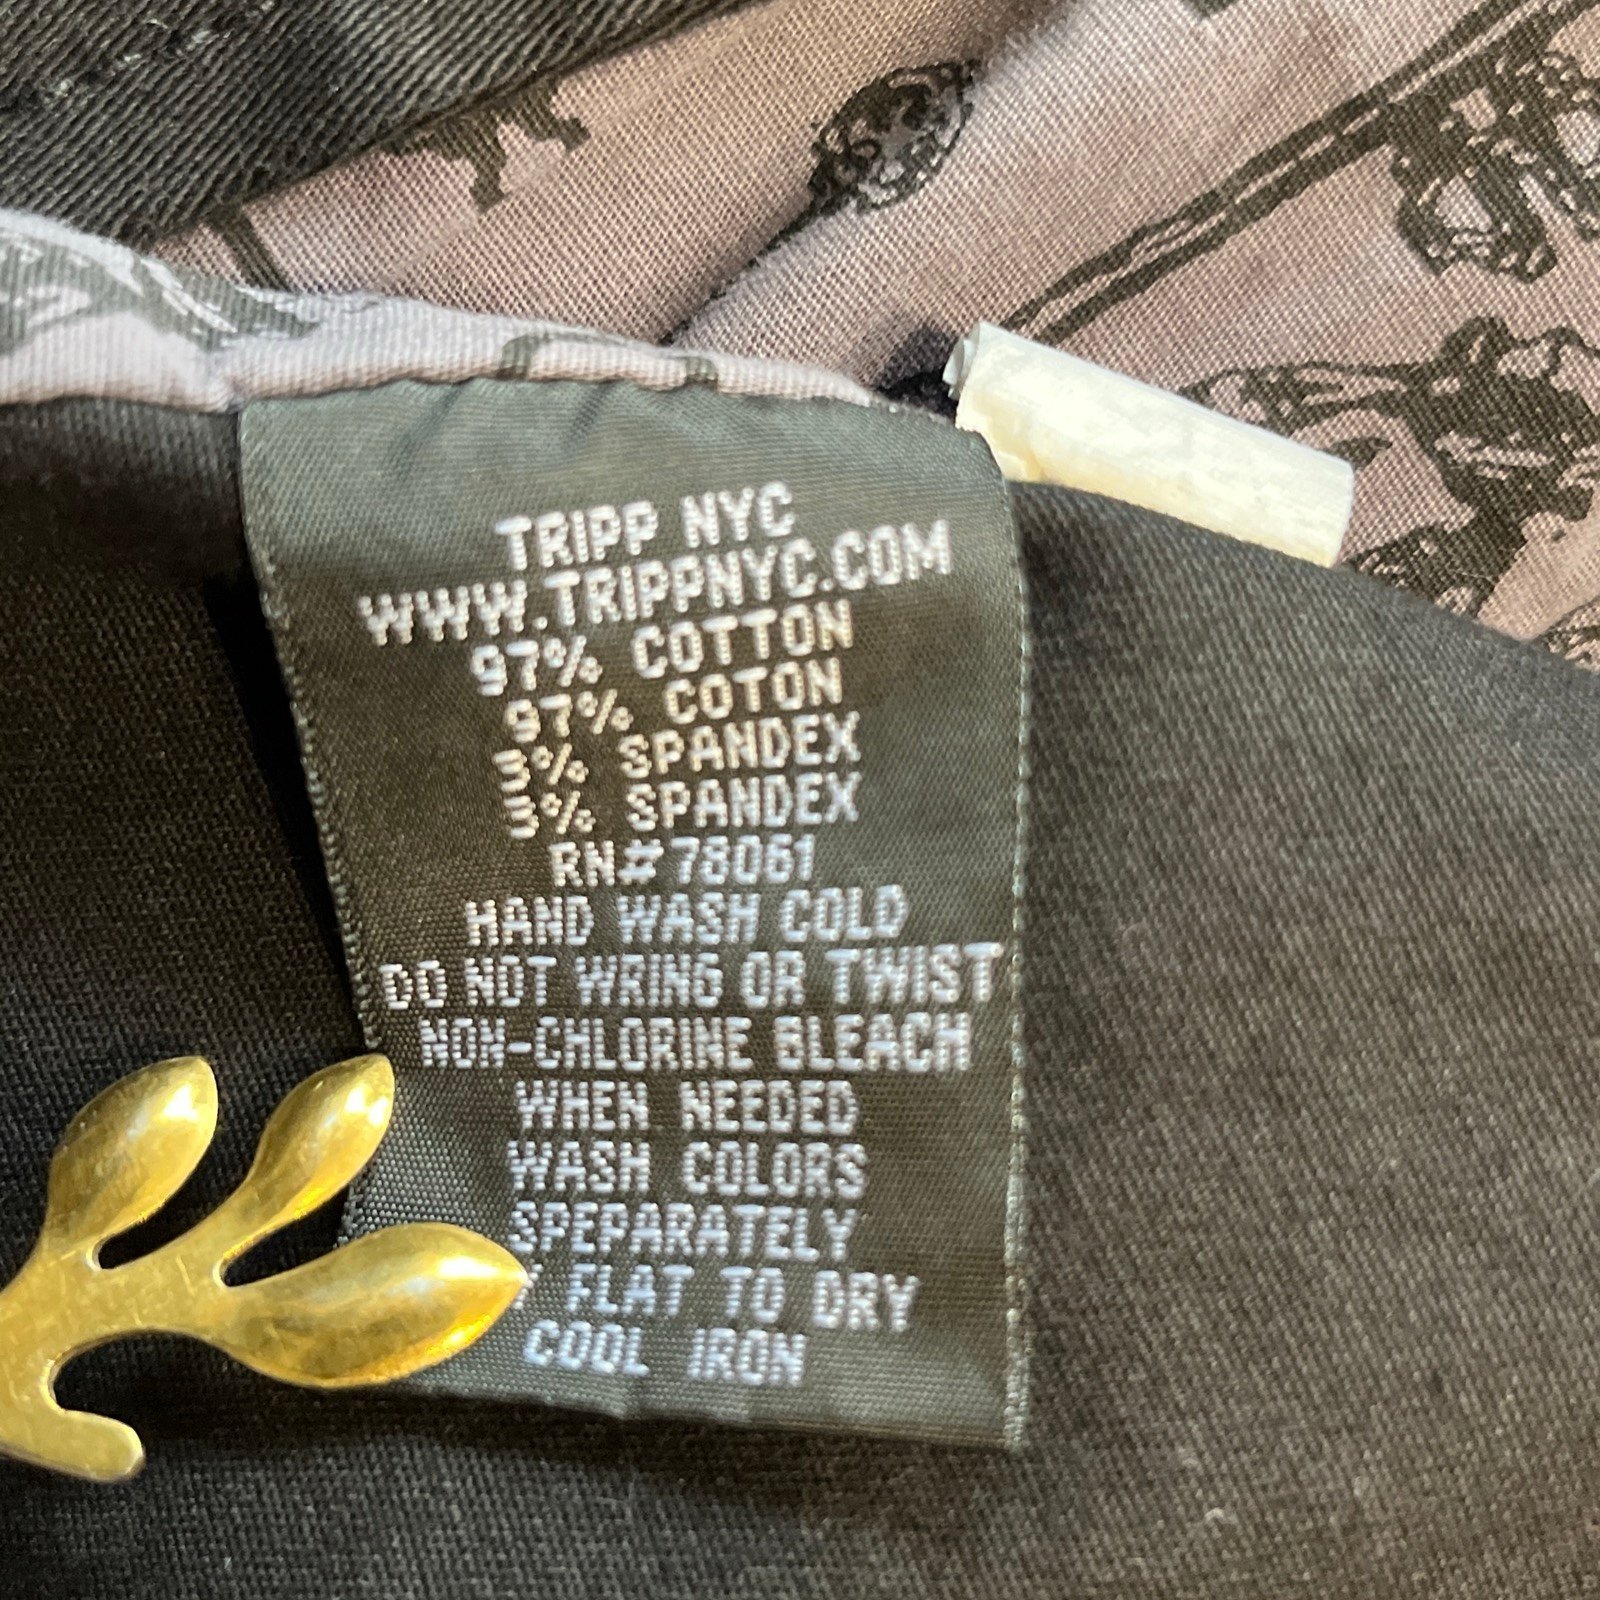 TRIPP NYC
WWW.TRIPPNYC.COM
97% COTTON
97% COTON
3% SPANDEX
3% SPANDEX
RN#78061
HAND WASH COLD
DO NOT WRING OR TWIST
NON-CHLORINE BLEACH
WHEN NEEDED
WASH COLORS
SPEPARATELY
FLAT TO DRY
COOL IRON